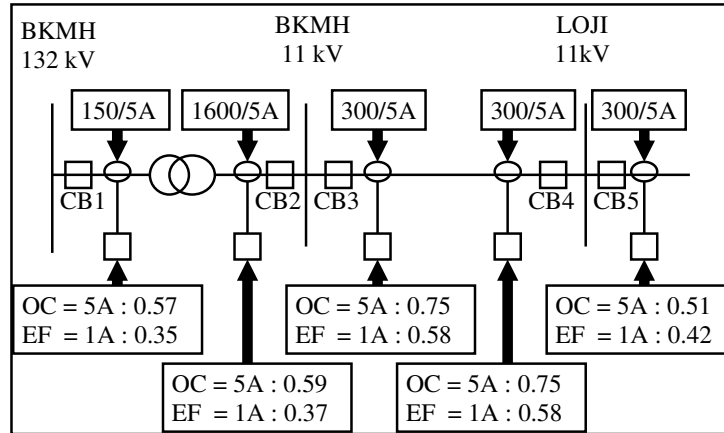 BKMH
132 kV
BKMH
11 kV
LOJI
11kV
150/5A
1600/5A
300/5A
300/5A
300/5A
CB1
CB2
CB3
CB4
CB5
OC = 5A : 0.57
EF = 1A : 0.35
OC = 5A : 0.75
EF = 1A : 0.58
OC = 5A : 0.51
EF = 1A : 0.42
OC = 5A : 0.59
EF = 1A : 0.37
OC = 5A : 0.75
EF = 1A : 0.58